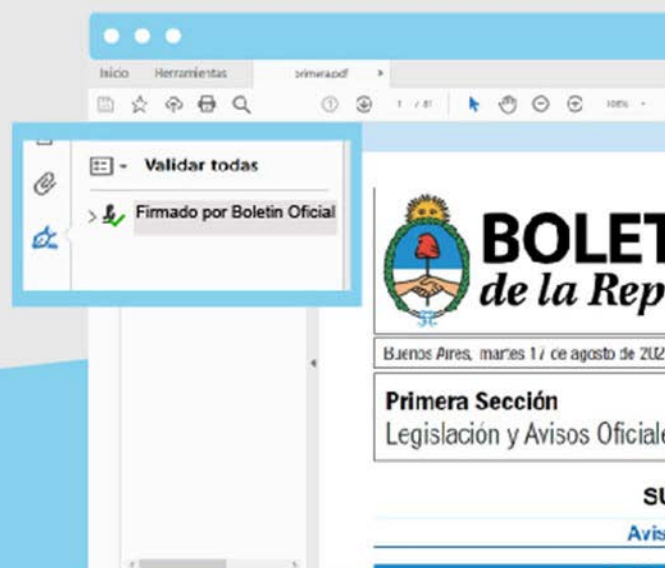 Inicio Herramientas primera.pdf
1 / 81
Validar todas
Firmado por Boletin Oficial
BOLET
de la Rep
Buenos Aires, martes 17 de agosto de 202
Primera Sección
Legislación y Avisos Oficiale
SU
Avis